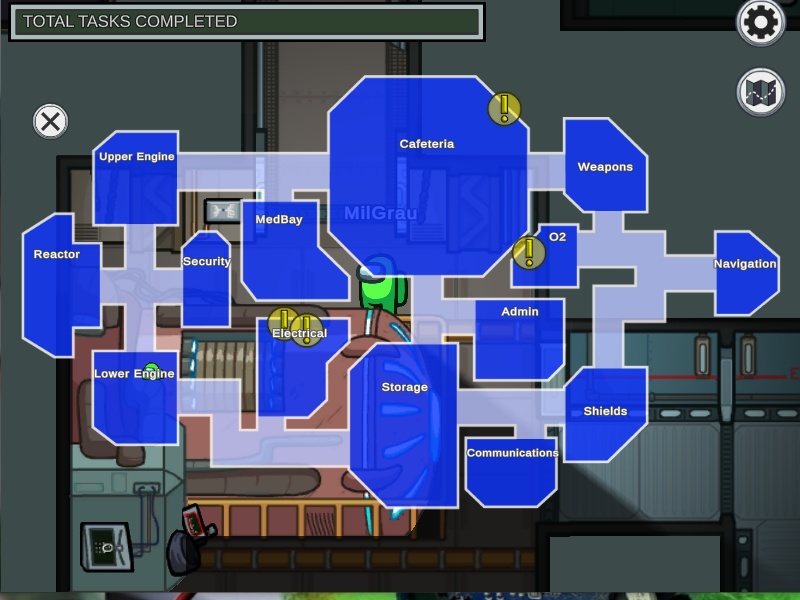 TOTAL TASKS COMPLETED
Cafeteria
Upper Engine
Weapons
MilGrau
MedBay
O2
Reactor
Security
Navigation
Admin
Electrical
Lower Engine
Storage
Shields
Communications